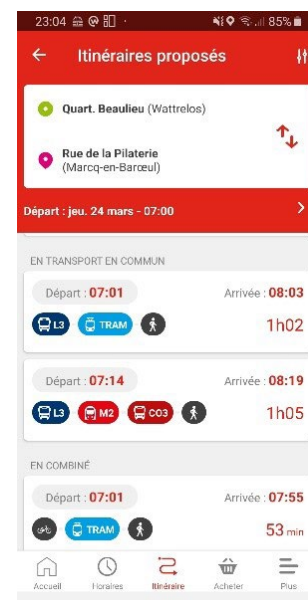 23:04
85%
Itinéraires proposés
Quart. Beaulieu (Wattrelos)
Rue de la Pilaterie
(Marcq-en-Barœul)
Départ : jeu. 24 mars - 07:00
EN TRANSPORT EN COMMUN
Départ : 07:01
Arrivée : 08:03
L3 TRAM
1h02
Départ : 07:14
Arrivée : 08:19
L3 M2 CO3
1h05
EN COMBINÉ
Départ : 07:01
Arrivée : 07:55
TRAM
53 min
Accueil Horaires Itinéraire Acheter Plus